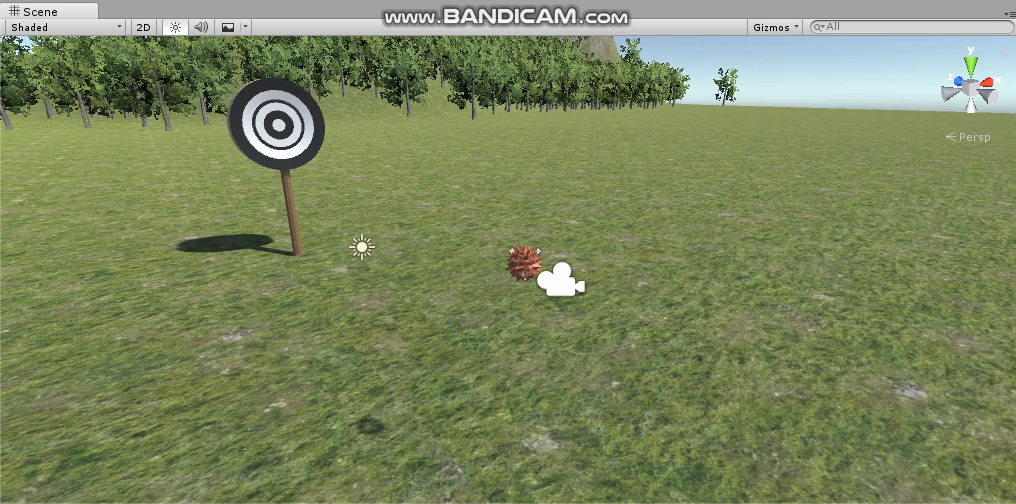 www.BANDICAM.com
Scene
Shaded 2D Gizmos All
y
z x
Persp